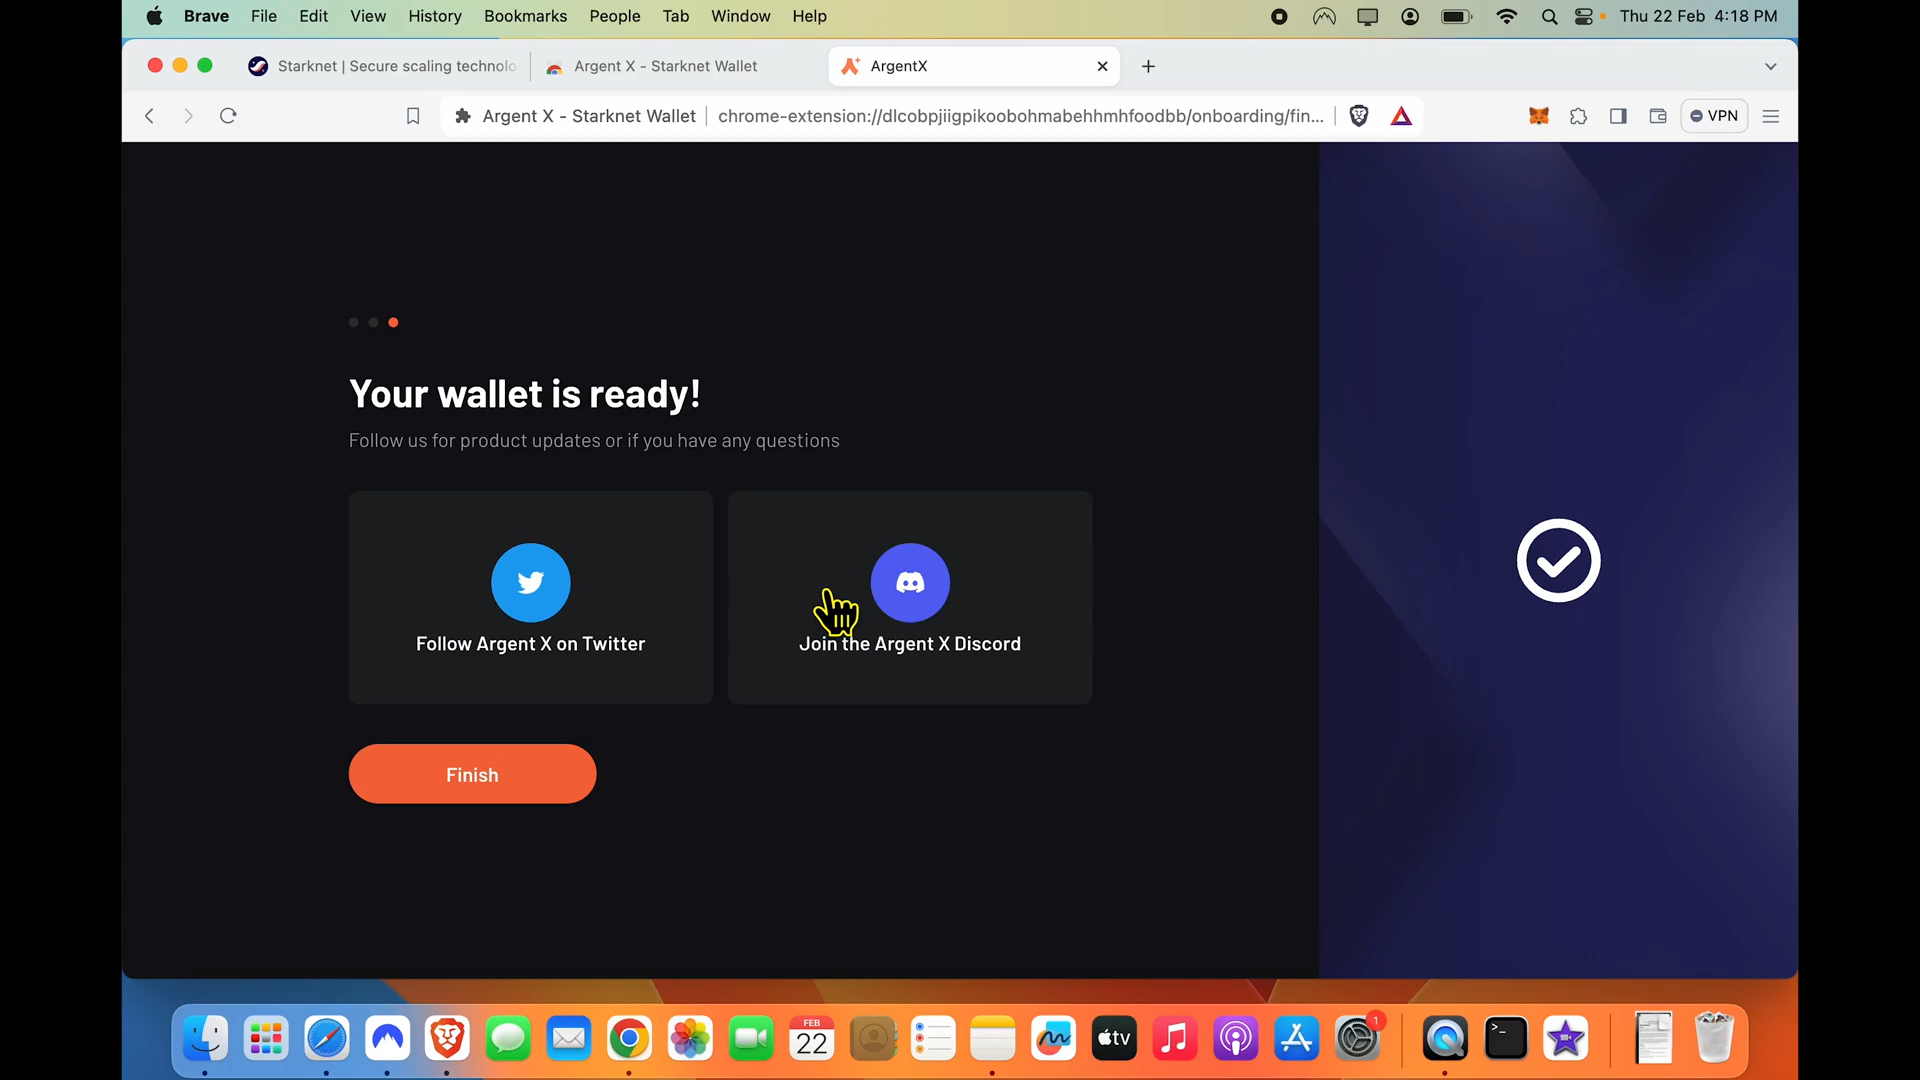 Brave File Edit View History Bookmarks People Tab Window Help Thu 22 Feb 4:18 PM
Starknet | Secure scaling technolo
Argent X - Starknet Wallet
ArgentX
Argent X - Starknet Wallet
chrome-extension://dlcobpjiigpikoobohmabehhmhfoodbb/onboarding/fin...
VPN
Your wallet is ready!
Follow us for product updates or if you have any questions
Follow Argent X on Twitter
Join the Argent X Discord
Finish
FEB
22
tv
1